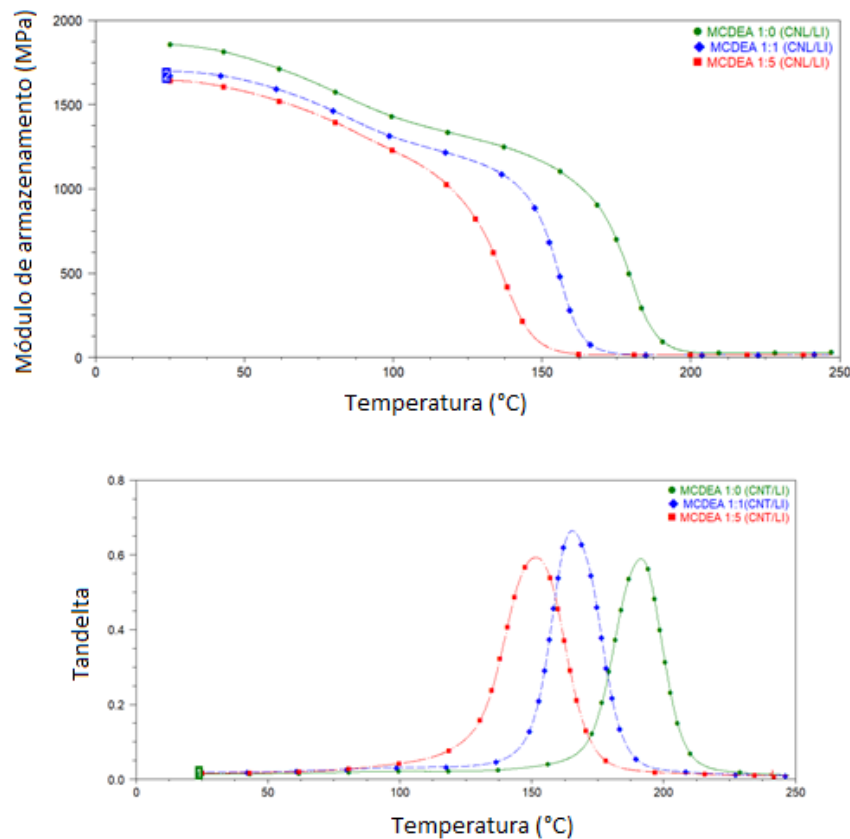 Módulo de armazenamento (MPa)
2000
1500
1000
500
0
MCDEA 1:0 (CNL/LI)
MCDEA 1:1 (CNL/LI)
MCDEA 1:5 (CNL/LI)
0 50 100 150 200 250
Temperatura (°C)
Tandelta
0.8
0.6
0.4
0.2
0.0
MCDEA 1:0 (CNT/LI)
MCDEA 1:1(CNT/LI)
MCDEA 1:5 (CNT/LI)
0 50 100 150 200 250
Temperatura (°C)